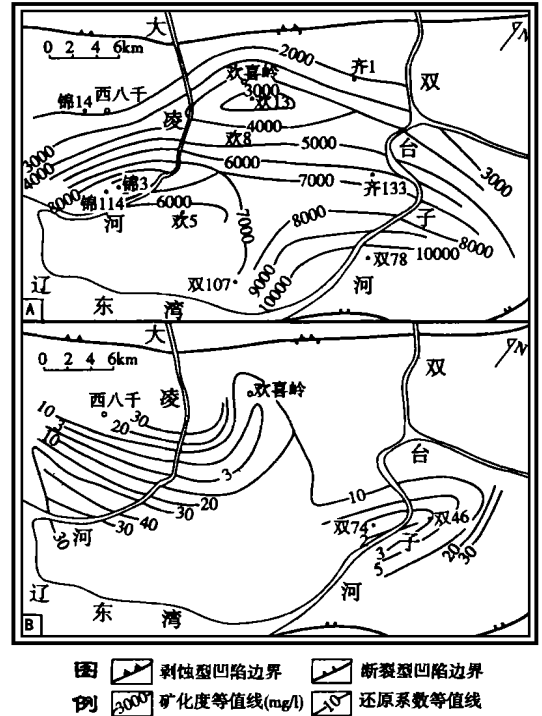 大
N
0 2 4 6km
2000
齐1
双
欢喜岭
3000
欢13
锦14 西八千
凌
4000
台
欢8
5000
3000
6000
3000
4000
7000
齐133
锦3
8000
锦114
6000
7000
8000
子
河
欢5
8000
双78
10000
9000
10000
双107
河
辽
东
湾
A
大
N
0 2 4 6km
双
西八千
凌
欢喜岭
10
3
10
30
20
台
3
20
10
30
40
30
30
双74
双46
2
3
子
5
20
30
河
河
辽
东
湾
B
图例
剥蚀型凹陷边界
断裂型凹陷边界
3000 矿化度等值线(mg/l)
10 还原系数等值线